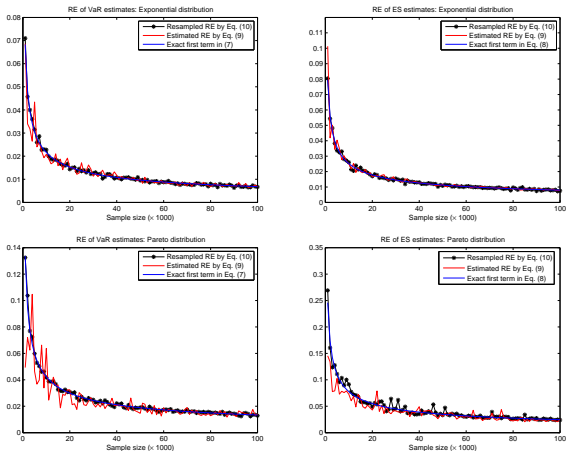 RE of VaR estimates: Exponential distribution
0.08
0.07
0.06
0.05
0.04
0.03
0.02
0.01
0
0 20 40 60 80 100
Sample size (× 1000)
Resampled RE by Eq. (10)
Estimated RE by Eq. (9)
Exact first term in (7)
RE of ES estimates: Exponential distribution
0.11
0.1
0.09
0.08
0.07
0.06
0.05
0.04
0.03
0.02
0.01
0
0 20 40 60 80 100
Sample size (× 1000)
Resampled RE by Eq. (10)
Estimated RE by Eq. (9)
Exact first term in Eq. (8)
RE of VaR estimates: Pareto distribution
0.14
0.12
0.1
0.08
0.06
0.04
0.02
0
0 20 40 60 80 100
Sample size (× 1000)
Resampled RE by Eq. (10)
Estimated RE by Eq. (9)
Exact first term in Eq. (7)
RE of ES estimates: Pareto distribution
0.35
0.3
0.25
0.2
0.15
0.1
0.05
0
0 20 40 60 80 100
Sample size (× 1000)
Resampled RE by Eq. (10)
Estimated RE by Eq. (9)
Exact first term in Eq. (8)